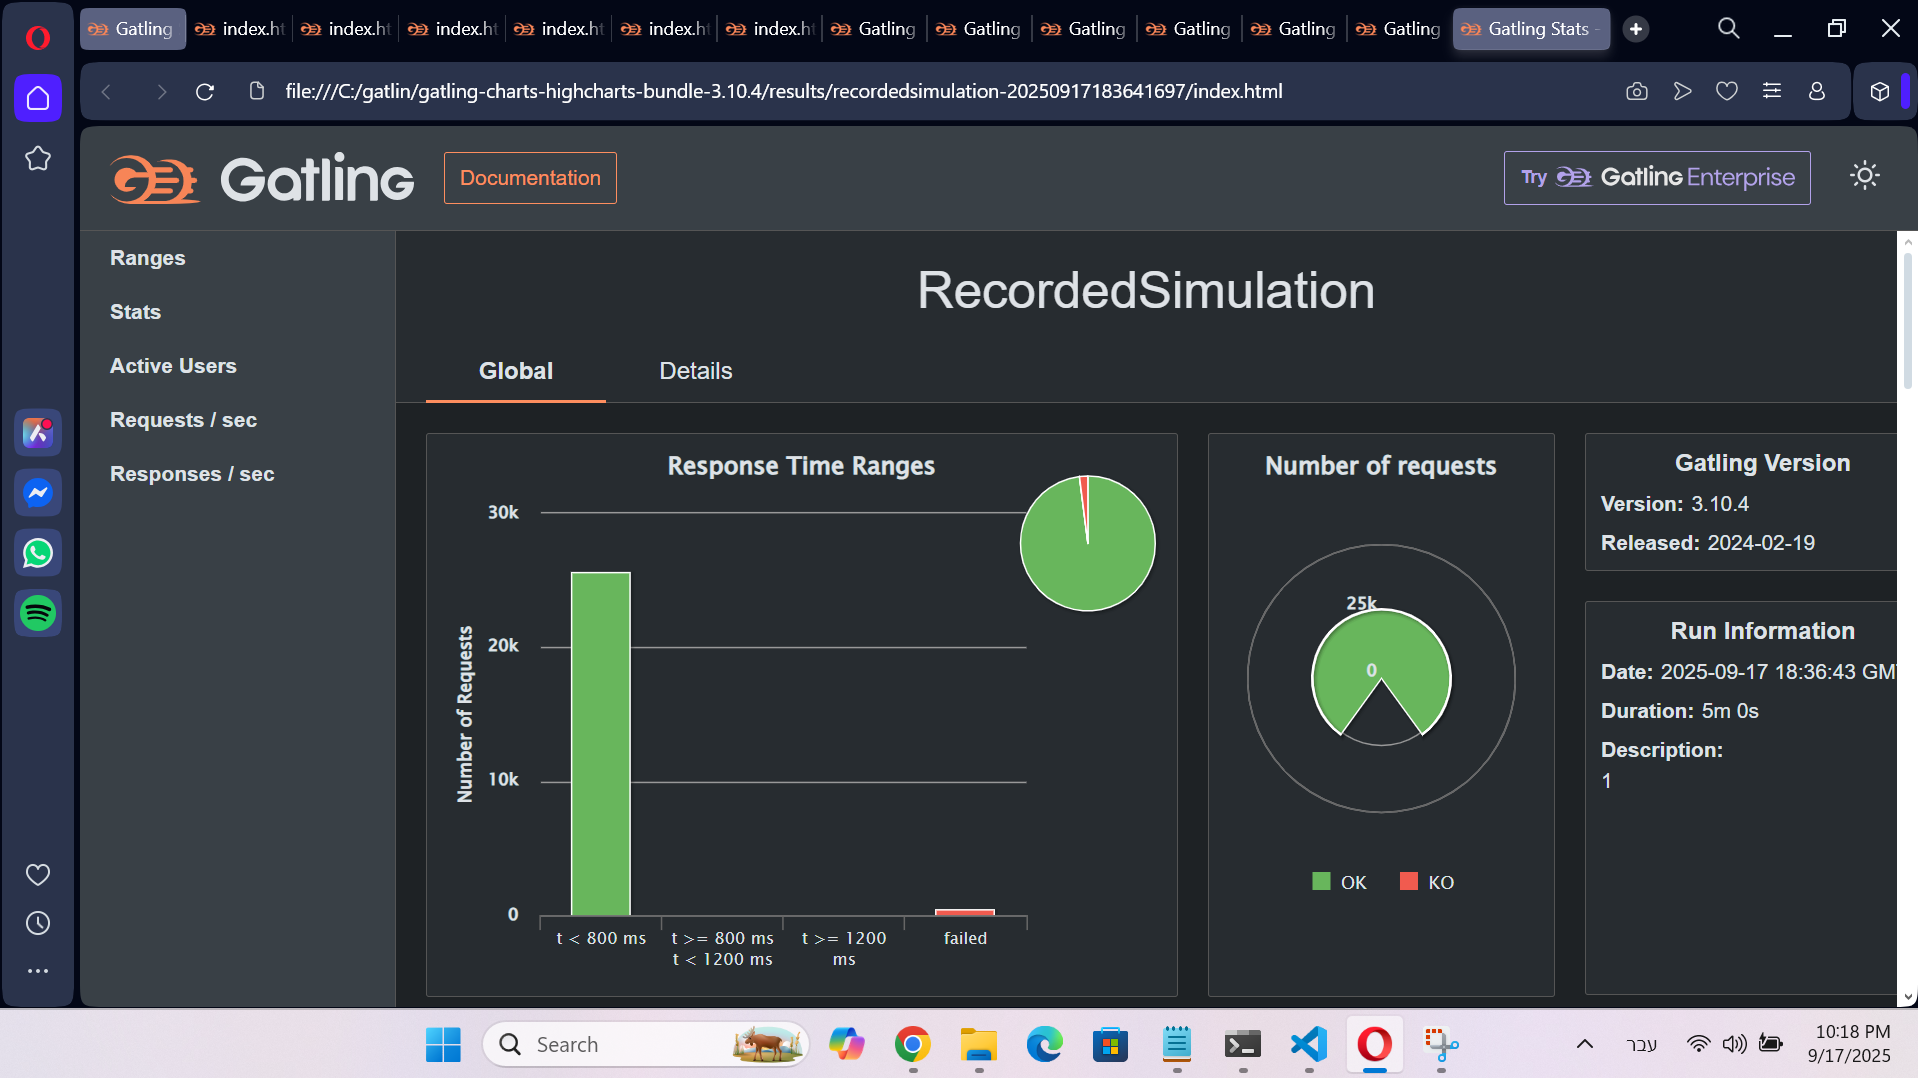 Gatling
index.ht
index.ht
index.ht
index.ht
index.ht
index.ht
Gatling
Gatling
Gatling
Gatling
Gatling
Gatling
Gatling Stats -
file:///C:/gatlin/gatling-charts-highcharts-bundle-3.10.4/results/recordedsimulation-20250917183641697/index.html
Gatling
Documentation
Try Gatling Enterprise
Ranges
Stats
Active Users
Requests / sec
Responses / sec
RecordedSimulation
Global
Details
Response Time Ranges
30k
20k
10k
0
Number of Requests
t < 800 ms
t >= 800 ms
t < 1200 ms
t >= 1200
ms
failed
Number of requests
25k
0
OK
KO
Gatling Version
Version: 3.10.4
Released: 2024-02-19
Run Information
Date: 2025-09-17 18:36:43 GM
Duration: 5m 0s
Description:
1
Search
עבר
10:18 PM
9/17/2025